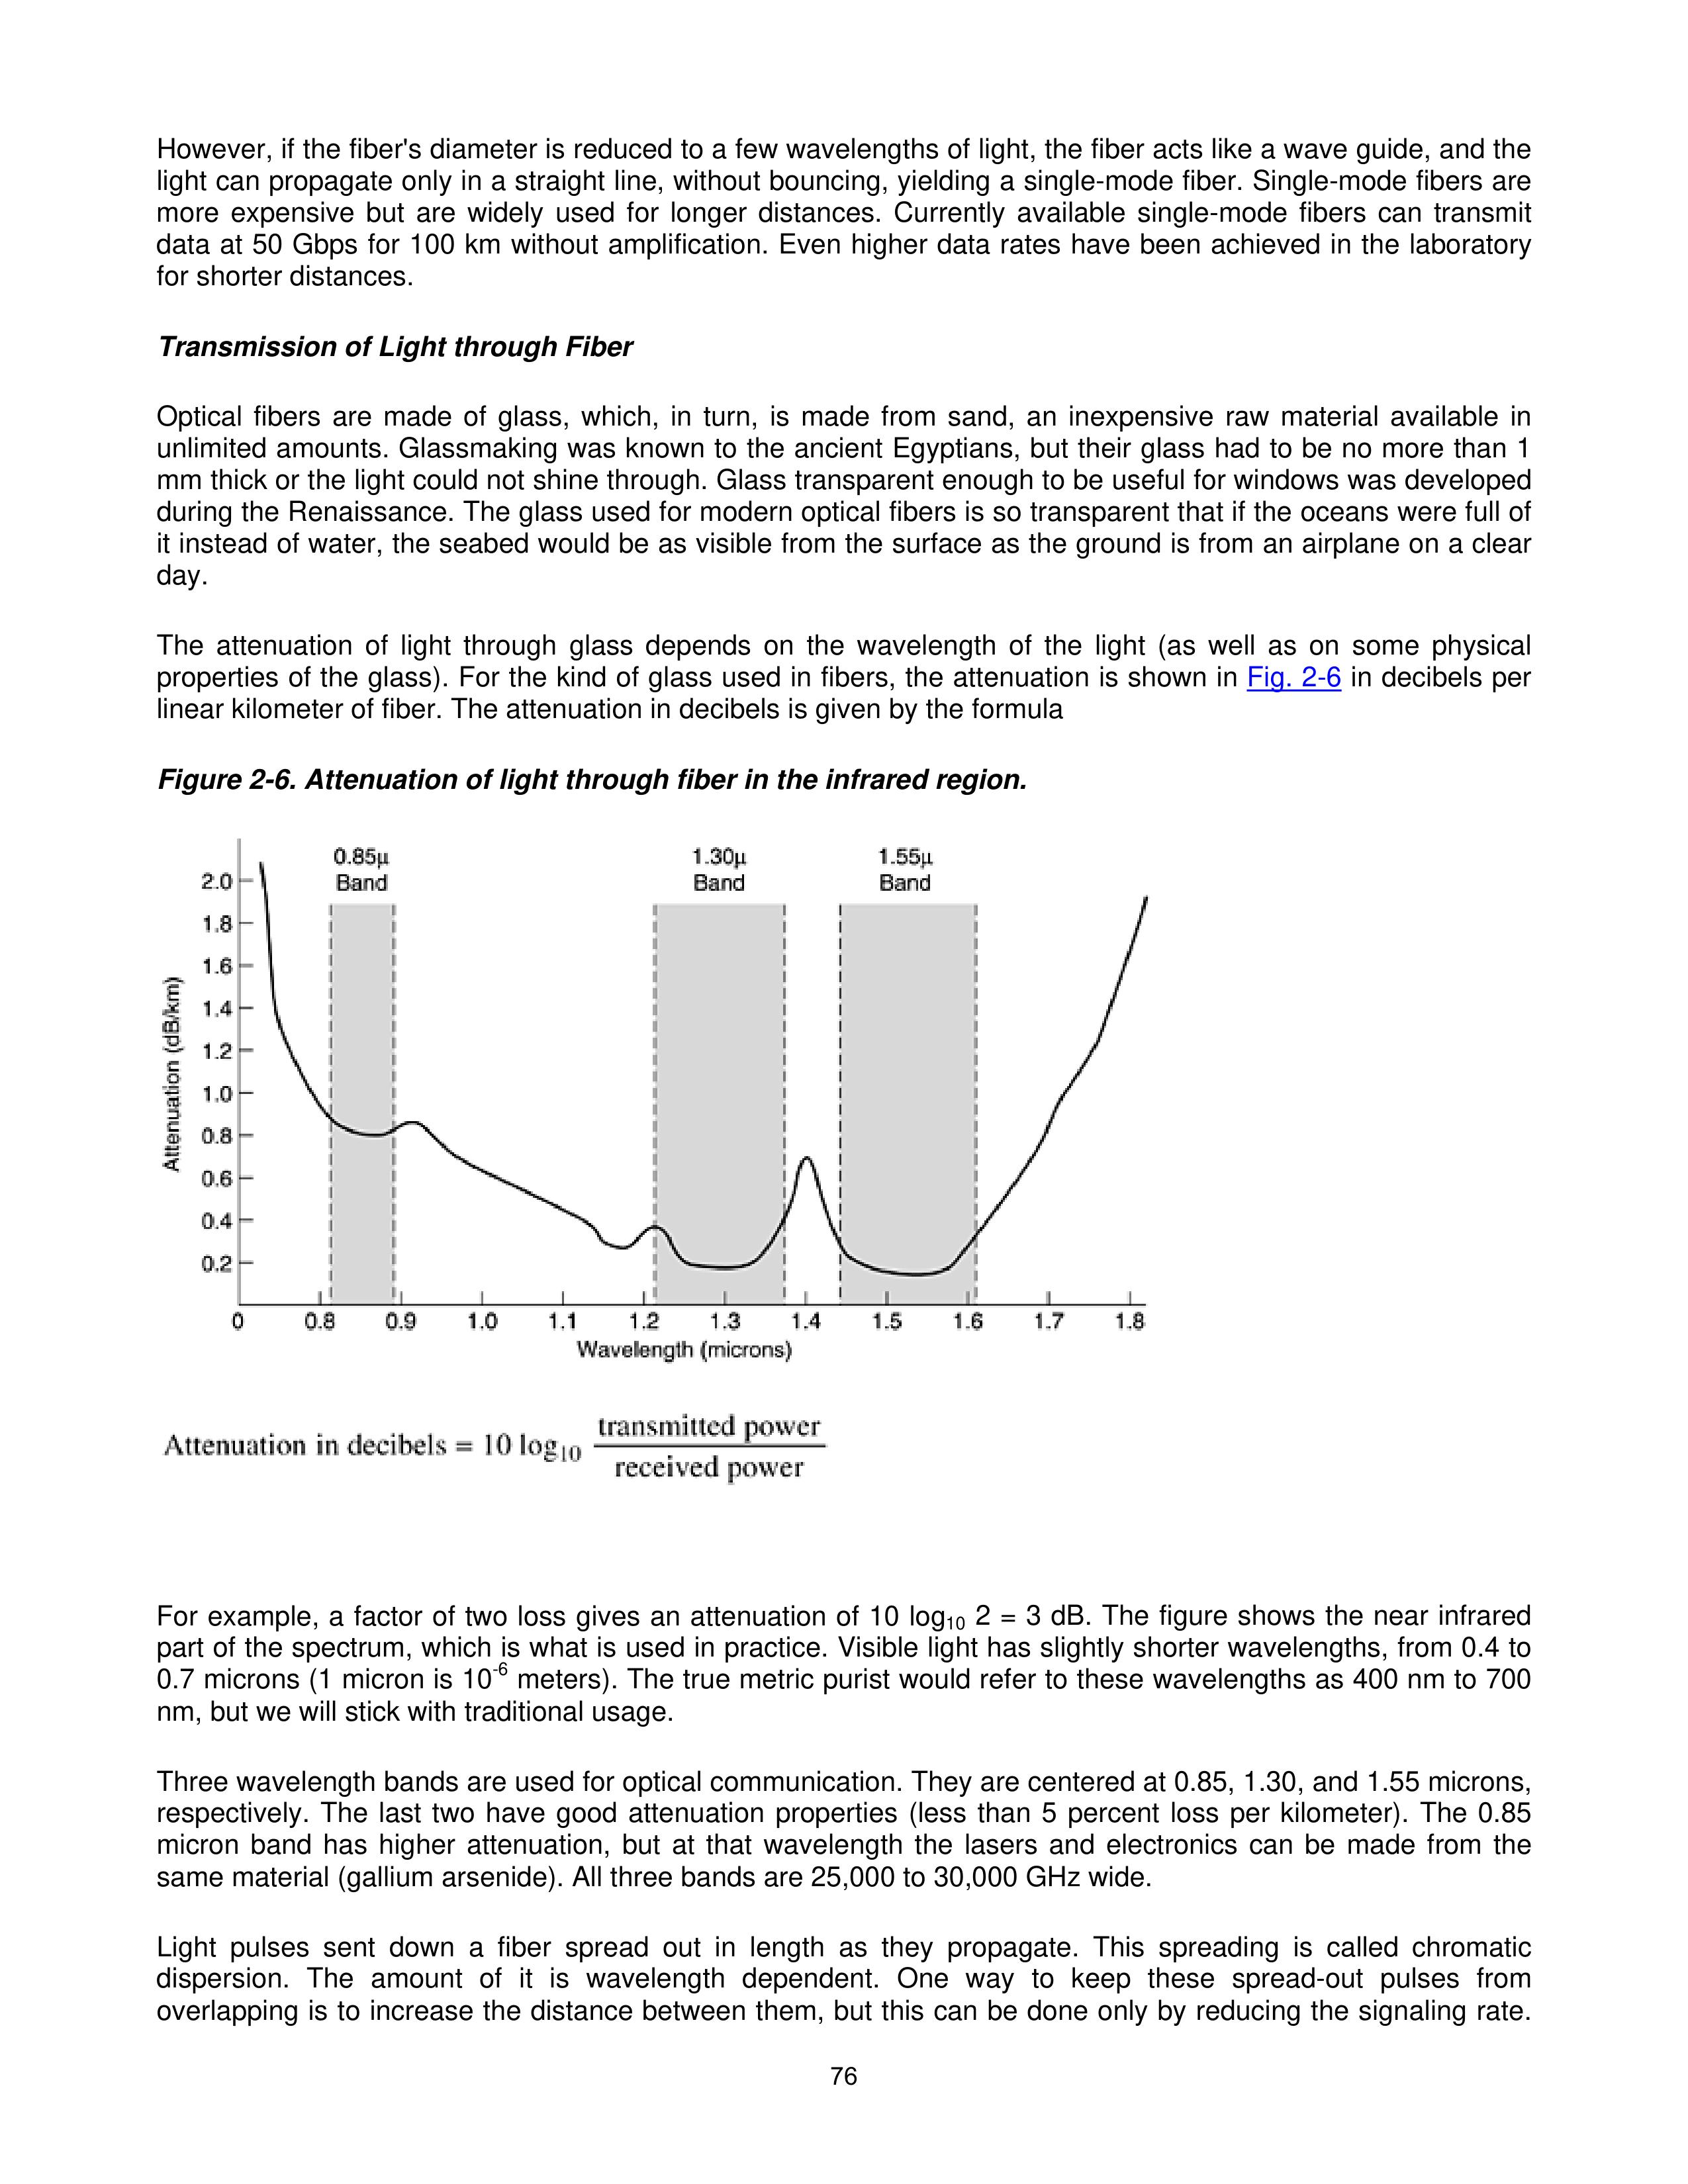 However, if the fiber's diameter is reduced to a few wavelengths of light, the fiber acts like a wave guide, and the
light can propagate only in a straight line, without bouncing, yielding a single-mode fiber. Single-mode fibers are
more expensive but are widely used for longer distances. Currently available single-mode fibers can transmit
data at 50 Gbps for 100 km without amplification. Even higher data rates have been achieved in the laboratory
for shorter distances.
Transmission of Light through Fiber
Optical fibers are made of glass, which, in turn, is made from sand, an inexpensive raw material available in
unlimited amounts. Glassmaking was known to the ancient Egyptians, but their glass had to be no more than 1
mm thick or the light could not shine through. Glass transparent enough to be useful for windows was developed
during the Renaissance. The glass used for modern optical fibers is so transparent that if the oceans were full of
it instead of water, the seabed would be as visible from the surface as the ground is from an airplane on a clear
day.
The attenuation of light through glass depends on the wavelength of the light (as well as on some physical
properties of the glass). For the kind of glass used in fibers, the attenuation is shown in Fig. 2-6 in decibels per
linear kilometer of fiber. The attenuation in decibels is given by the formula
Figure 2-6. Attenuation of light through fiber in the infrared region.
0.85μ Band
1.30μ Band
1.55μ Band
2.0
1.8
1.6
1.4
1.2
1.0
0.8
0.6
0.4
0.2
Attenuation (dB/km)
0 0.8 0.9 1.0 1.1 1.2 1.3 1.4 1.5 1.6 1.7 1.8
Wavelength (microns)
Attenuation in decibels = 10 log10 transmitted power / received power
For example, a factor of two loss gives an attenuation of 10 log10 2 = 3 dB. The figure shows the near infrared
part of the spectrum, which is what is used in practice. Visible light has slightly shorter wavelengths, from 0.4 to
0.7 microns (1 micron is 10-6 meters). The true metric purist would refer to these wavelengths as 400 nm to 700
nm, but we will stick with traditional usage.
Three wavelength bands are used for optical communication. They are centered at 0.85, 1.30, and 1.55 microns,
respectively. The last two have good attenuation properties (less than 5 percent loss per kilometer). The 0.85
micron band has higher attenuation, but at that wavelength the lasers and electronics can be made from the
same material (gallium arsenide). All three bands are 25,000 to 30,000 GHz wide.
Light pulses sent down a fiber spread out in length as they propagate. This spreading is called chromatic
dispersion. The amount of it is wavelength dependent. One way to keep these spread-out pulses from
overlapping is to increase the distance between them, but this can be done only by reducing the signaling rate.
76